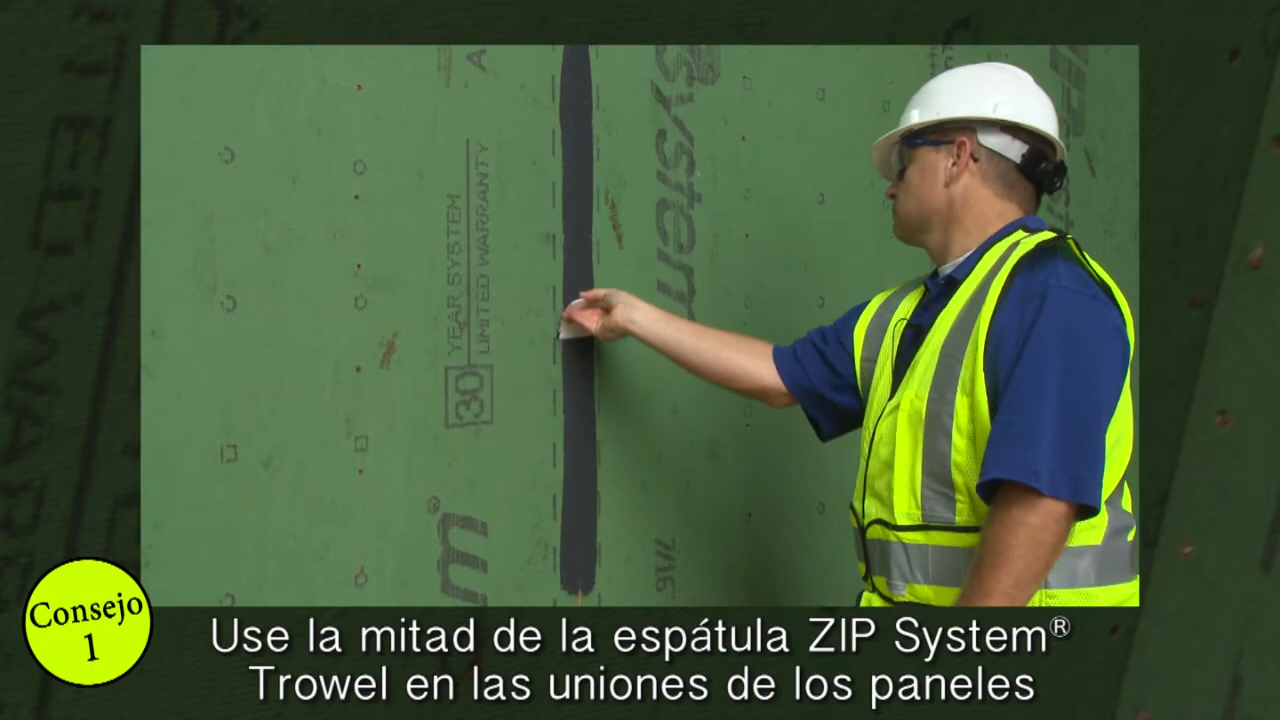 A
YEAR SYSTEM
LIMITED WARRANTY
30
System
m®
7/16
Consejo
1
Use la mitad de la espátula ZIP System®
Trowel en las uniones de los paneles